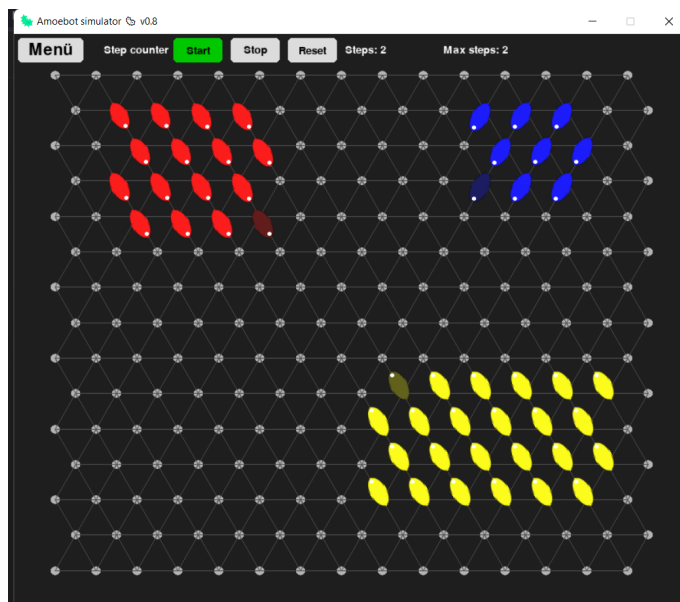 Amoebot simulator v0.8
Menü Step counter Start Stop Reset Steps: 2 Max steps: 2